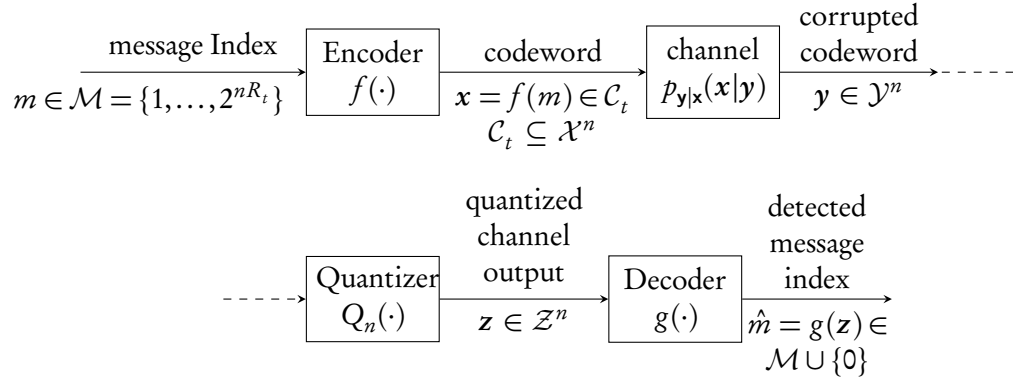 message Index
m ∈ ℳ = {1,…,2^{nR_t}}
Encoder
f(·)
codeword
x = f(m) ∈ 𝒞_t
𝒞_t ⊆ 𝒳^n
channel
p_{y|x}(x|y)
corrupted
codeword
y ∈ 𝒴^n
Quantizer
Q_n(·)
quantized
channel
output
z ∈ 𝒵^n
Decoder
g(·)
detected
message
index
m̂ = g(z) ∈
ℳ ∪ {0}